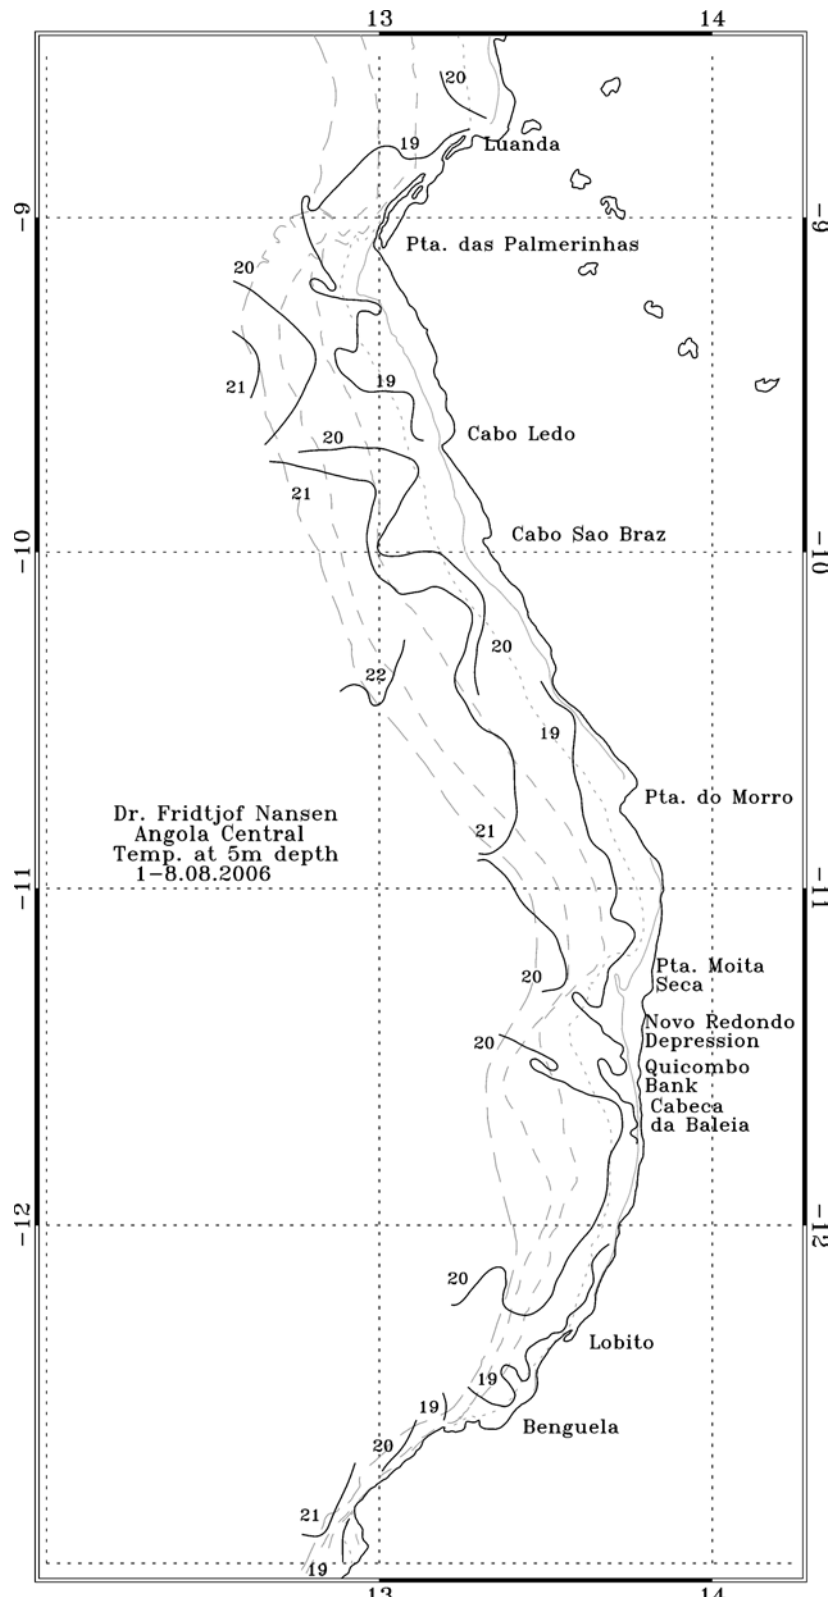 13 14
20
19
Luanda
-9 -9
Pta. das Palmerinhas
20
21
19
Cabo Ledo
20
21
Cabo Sao Braz
-10 -10
20
22
19
Pta. do Morro
Dr. Fridtjof Nansen
Angola Central
Temp. at 5m depth
1-8.08.2006
21
-11 -11
Pta. Moita
Seca
20
Novo Redondo
Depression
20
Quicombo
Bank
Cabeca
da Baleia
-12 -12
20
Lobito
19
19
Benguela
20
21
19
13 14